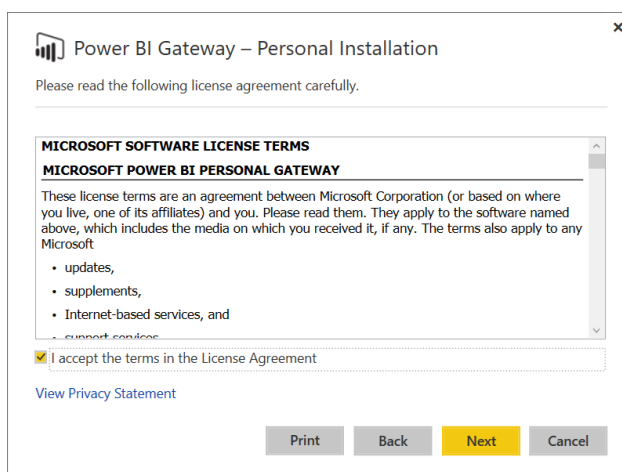 Power BI Gateway – Personal Installation
Please read the following license agreement carefully.
MICROSOFT SOFTWARE LICENSE TERMS
MICROSOFT POWER BI PERSONAL GATEWAY
These license terms are an agreement between Microsoft Corporation (or based on where
you live, one of its affiliates) and you. Please read them. They apply to the software named
above, which includes the media on which you received it, if any. The terms also apply to any
Microsoft
• updates,
• supplements,
• Internet-based services, and
• support services
I accept the terms in the License Agreement
View Privacy Statement
Print Back Next Cancel